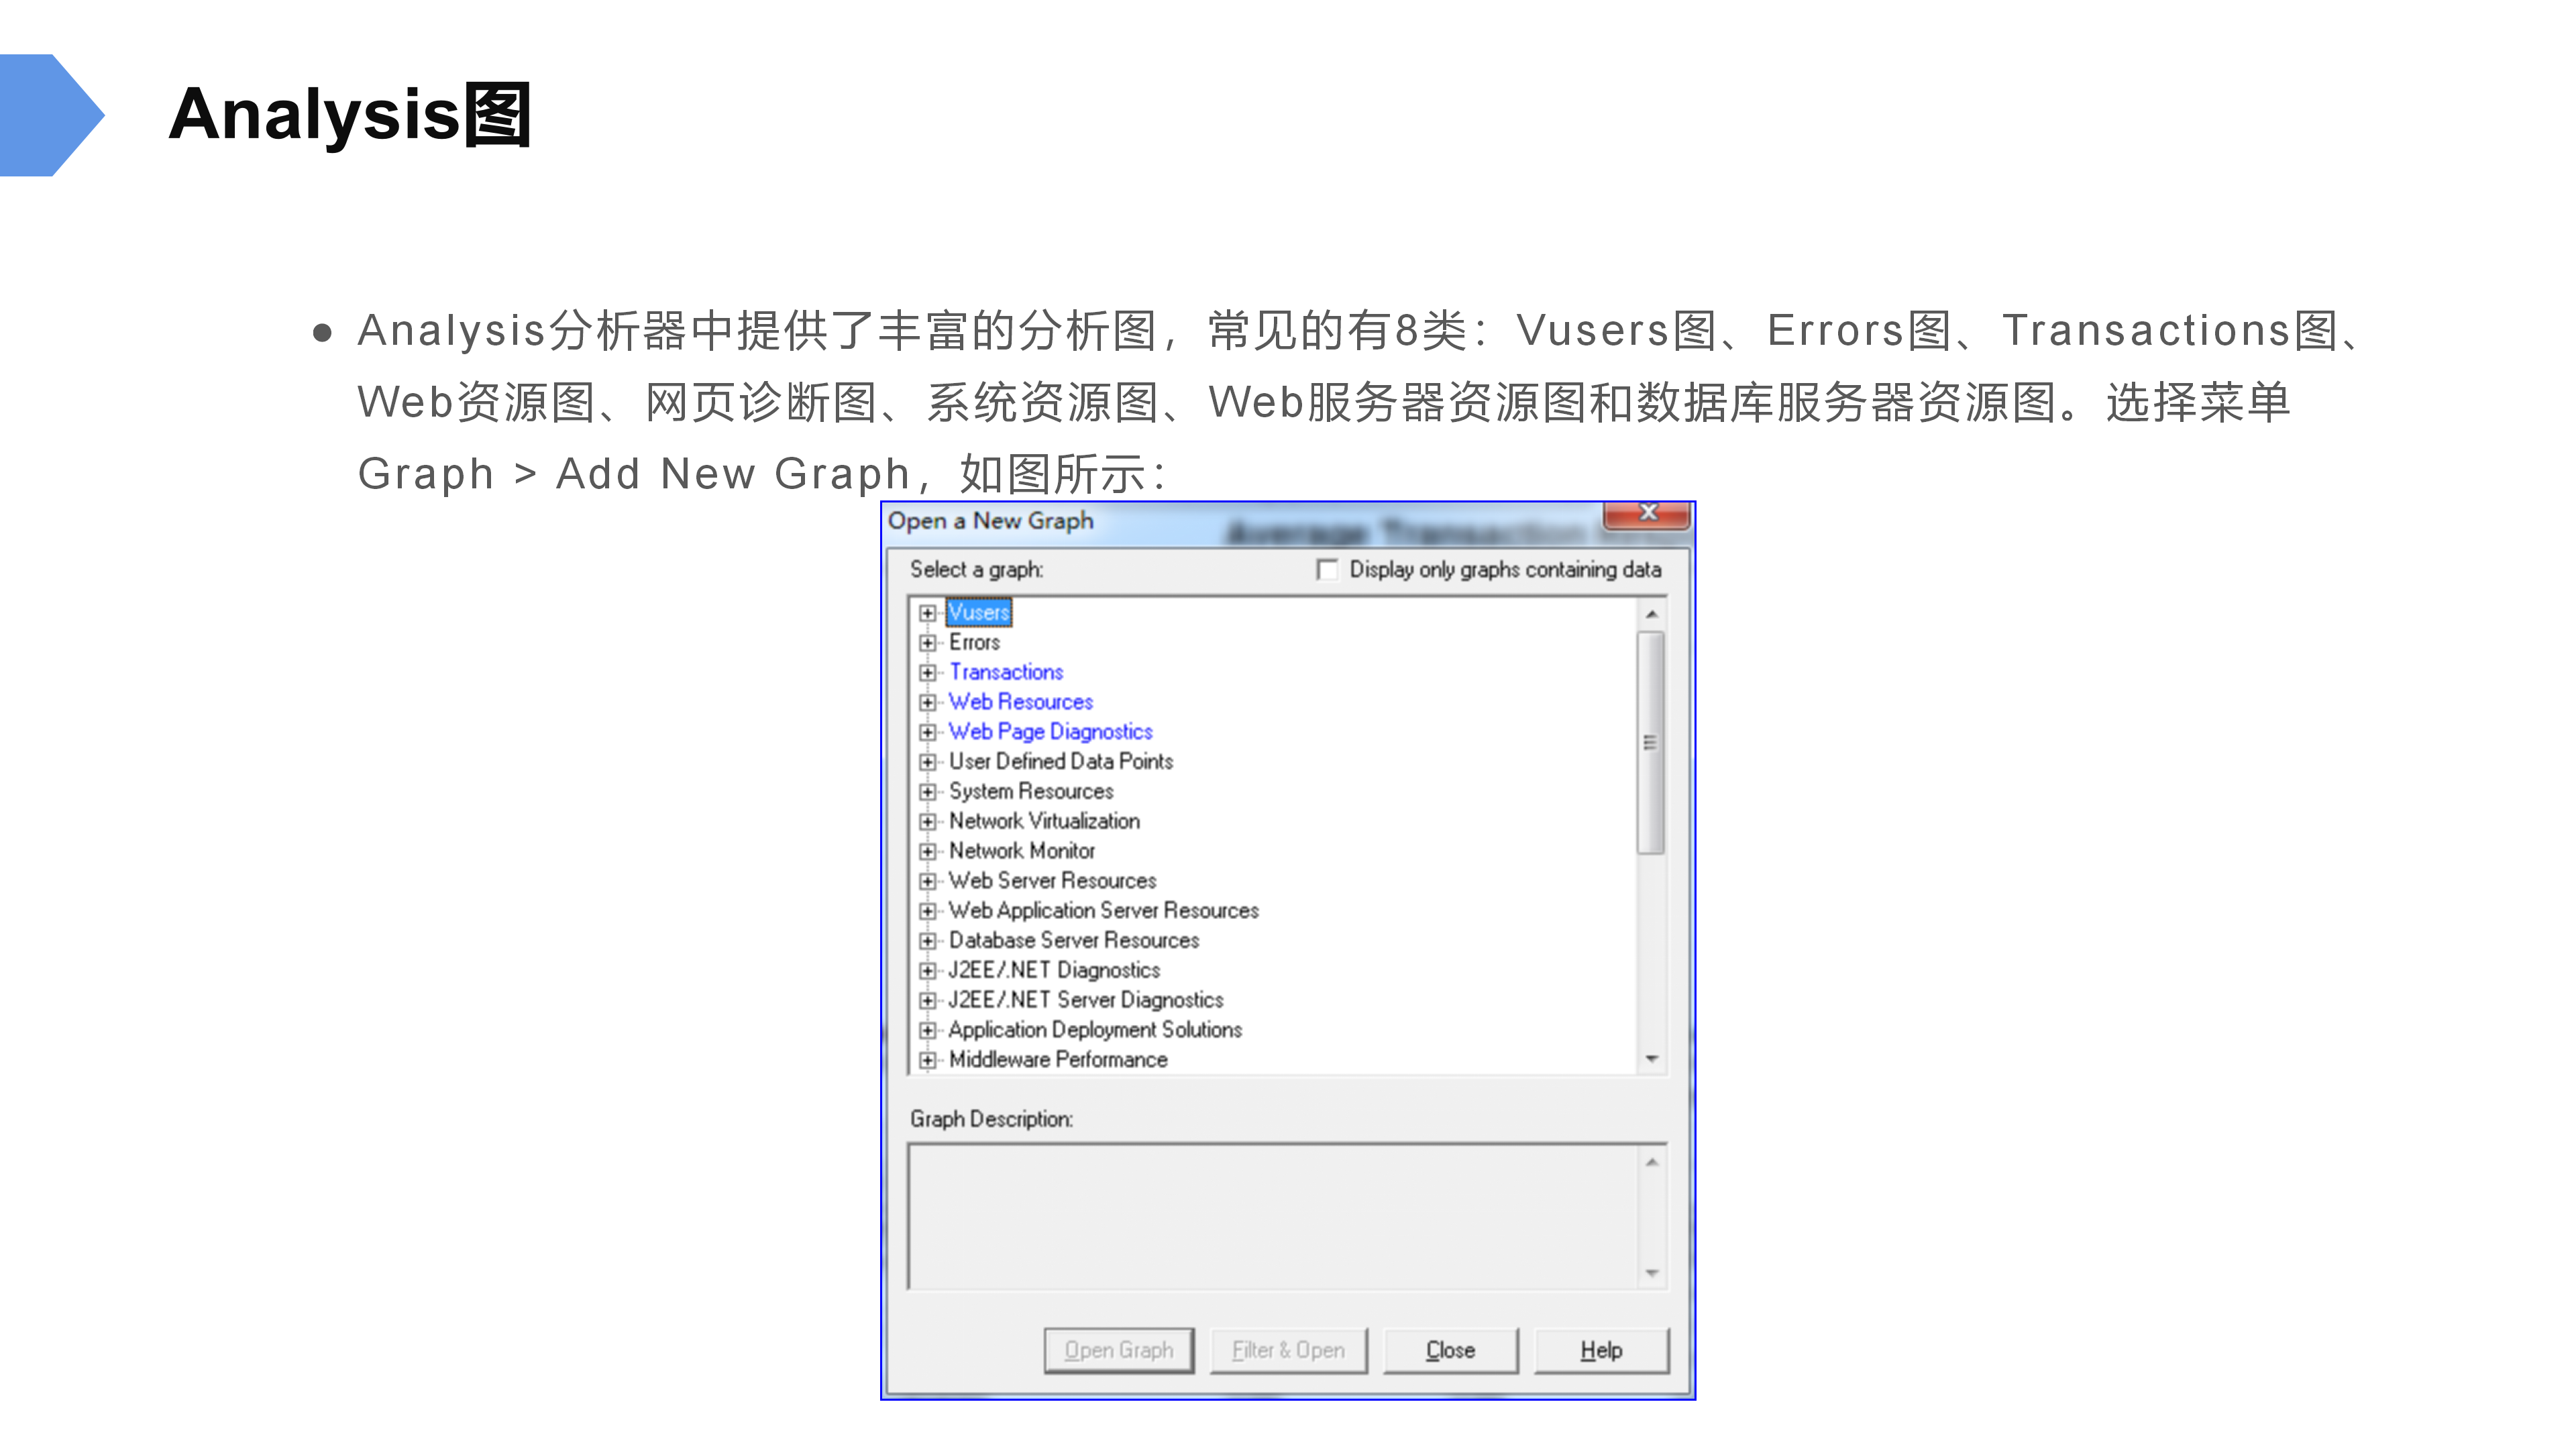 Analysis图
● Analysis分析器中提供了丰富的分析图，常见的有8类：Vusers图、Errors图、Transactions图、
Web资源图、网页诊断图、系统资源图、Web服务器资源图和数据库服务器资源图。选择菜单
Graph > Add New Graph，如图所示：
Open a New Graph
Average Transaction
Select a graph:
Display only graphs containing data
Vusers
Errors
Transactions
Web Resources
Web Page Diagnostics
User Defined Data Points
System Resources
Network Virtualization
Network Monitor
Web Server Resources
Web Application Server Resources
Database Server Resources
J2EE/.NET Diagnostics
J2EE/.NET Server Diagnostics
Application Deployment Solutions
Middleware Performance
Graph Description:
Open Graph
Filter & Open
Close
Help